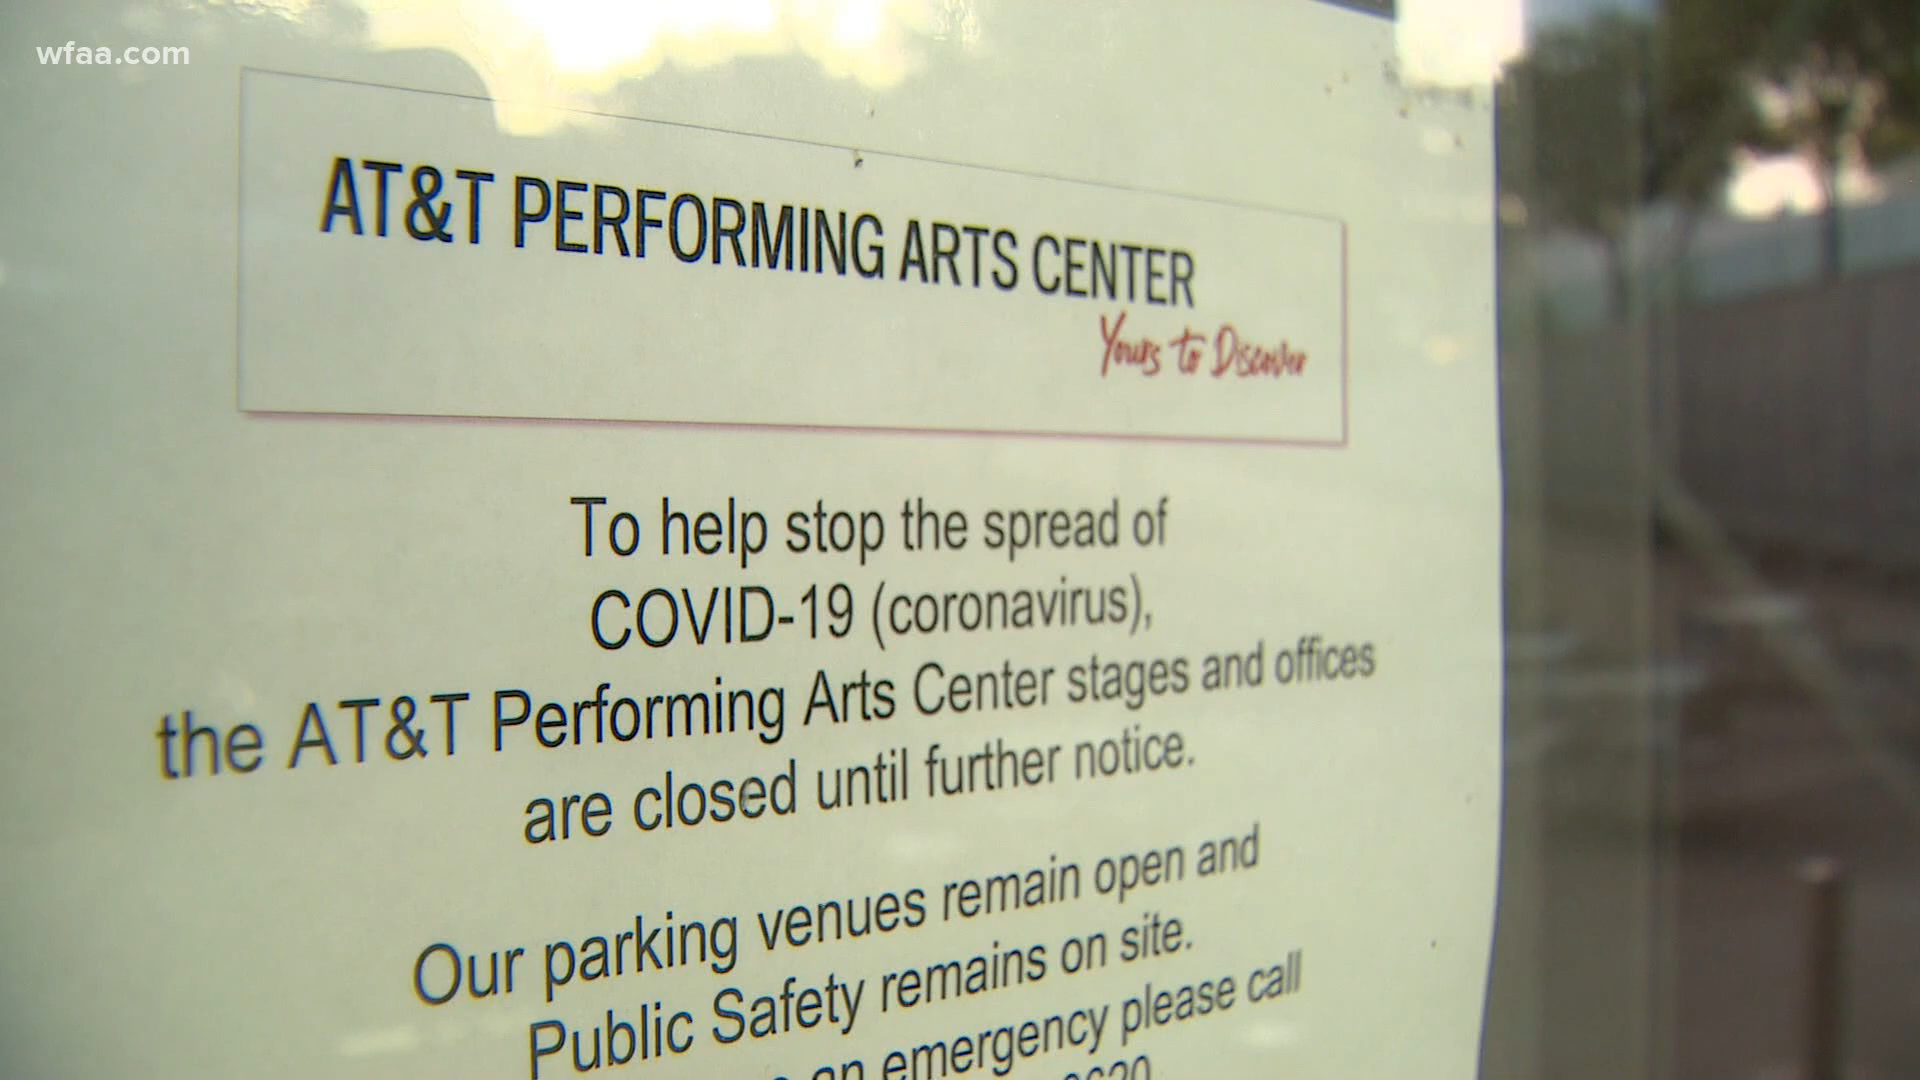 wfaa.com
AT&T PERFORMING ARTS CENTER
Yours to Discover
To help stop the spread of
COVID-19 (coronavirus),
the AT&T Performing Arts Center stages and offices
are closed until further notice.
Our parking venues remain open and
Public Safety remains on site.
an emergency please call